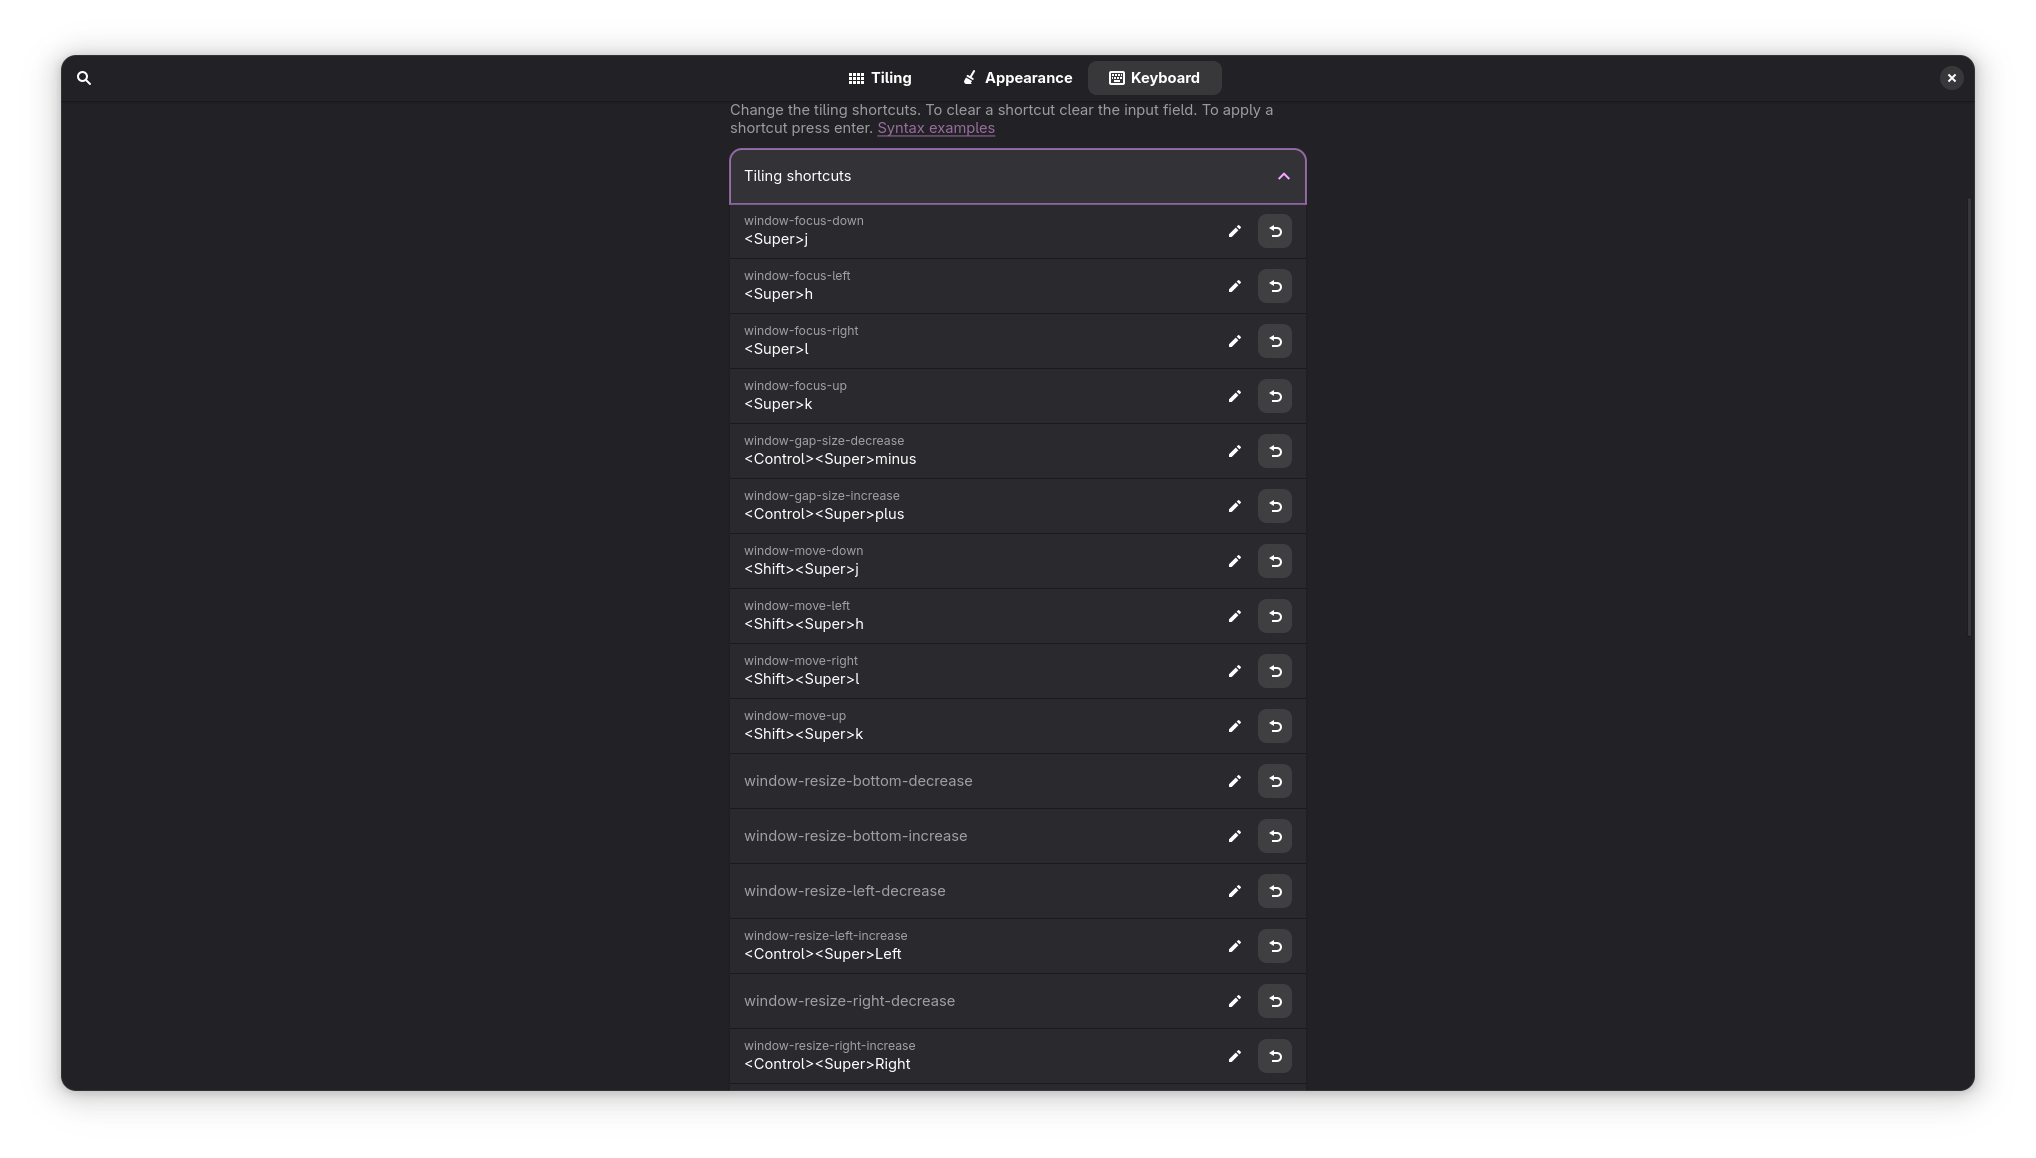 Tiling
Appearance
Keyboard
Change the tiling shortcuts. To clear a shortcut clear the input field. To apply a
shortcut press enter. Syntax examples
Tiling shortcuts
window-focus-down
<Super>j
window-focus-left
<Super>h
window-focus-right
<Super>l
window-focus-up
<Super>k
window-gap-size-decrease
<Control><Super>minus
window-gap-size-increase
<Control><Super>plus
window-move-down
<Shift><Super>j
window-move-left
<Shift><Super>h
window-move-right
<Shift><Super>l
window-move-up
<Shift><Super>k
window-resize-bottom-decrease
window-resize-bottom-increase
window-resize-left-decrease
window-resize-left-increase
<Control><Super>Left
window-resize-right-decrease
window-resize-right-increase
<Control><Super>Right